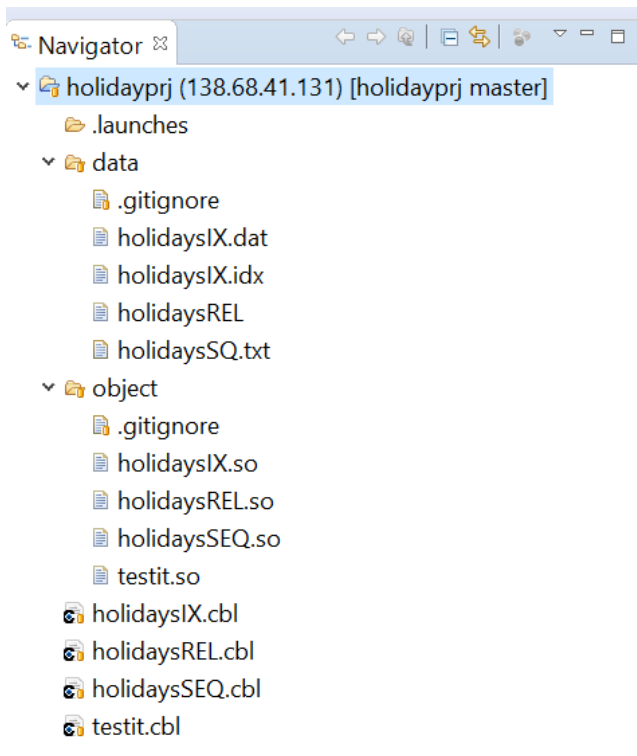 Navigator
holidayprj (138.68.41.131) [holidayprj master]
.launches
data
.gitignore
holidaysIX.dat
holidaysIX.idx
holidaysREL
holidaysSQ.txt
object
.gitignore
holidaysIX.so
holidaysREL.so
holidaysSEQ.so
testit.so
holidaysIX.cbl
holidaysREL.cbl
holidaysSEQ.cbl
testit.cbl